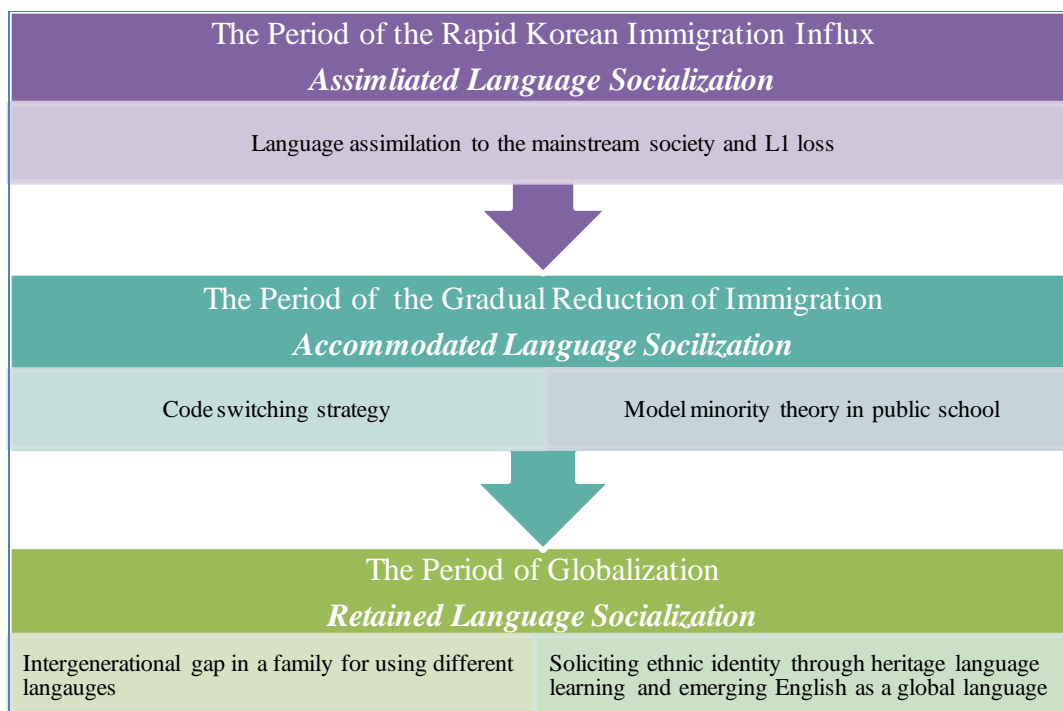 The Period of the Rapid Korean Immigration Influx
Assimliated Language Socialization
Language assimilation to the mainstream society and L1 loss
The Period of the Gradual Reduction of Immigration
Accommodated Language Socilization
Code switching strategy
Model minority theory in public school
The Period of Globalization
Retained Language Socialization
Intergenerational gap in a family for using different
langauges
Soliciting ethnic identity through heritage language
learning and emerging English as a global language